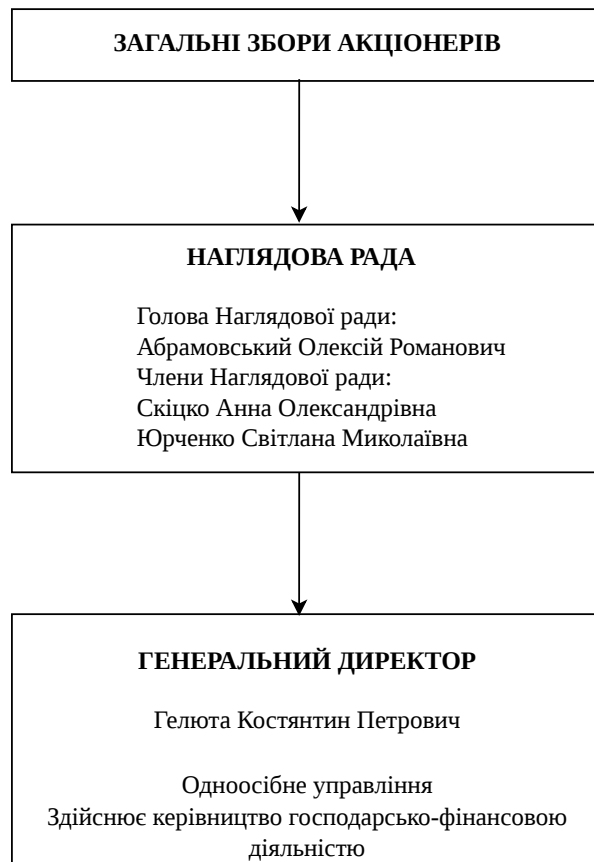 ЗАГАЛЬНІ ЗБОРИ АКЦІОНЕРІВ
НАГЛЯДОВА РАДА
Голова Наглядової ради:
Абрамовський Олексій Романович
Члени Наглядової ради:
Скіцко Анна Олександрівна
Юрченко Світлана Миколаївна
ГЕНЕРАЛЬНИЙ ДИРЕКТОР
Гелюта Костянтин Петрович
Одноосібне управління
Здійснює керівництво господарсько-фінансовою
діяльністю